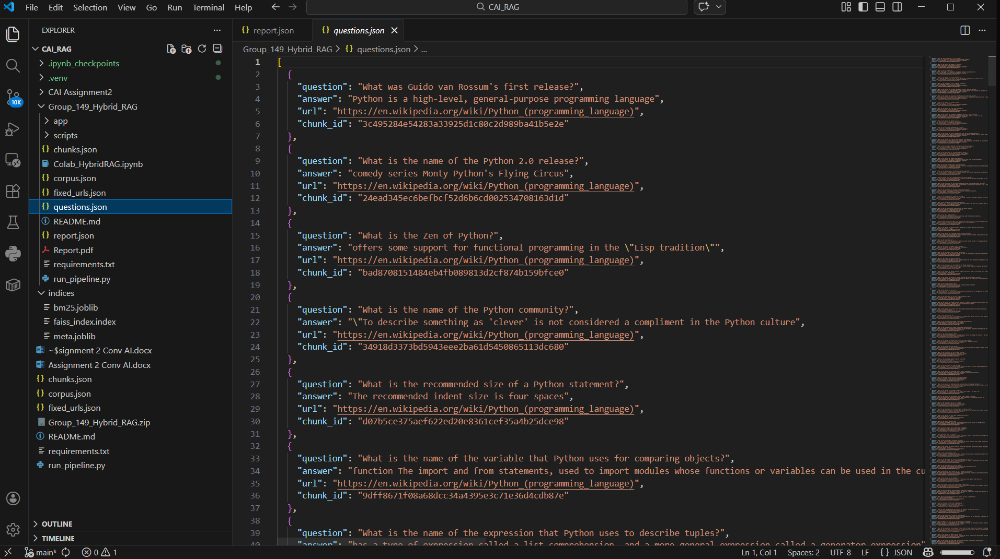 File Edit Selection View Go Run Terminal Help
CAI_RAG
EXPLORER
CAI_RAG
.ipynb_checkpoints
.venv
CAI Assignment2
Group_149_Hybrid_RAG
app
scripts
{} chunks.json
Colab_HybridRAG.ipynb
{} corpus.json
{} fixed_urls.json
{} questions.json
README.md
{} report.json
Report.pdf
requirements.txt
run_pipeline.py
indices
bm25.joblib
faiss_index.index
meta.joblib
~$signment 2 Conv AI.docx
Assignment 2 Conv AI.docx
{} chunks.json
{} corpus.json
{} fixed_urls.json
Group_149_Hybrid_RAG.zip
README.md
requirements.txt
run_pipeline.py
OUTLINE
TIMELINE
10K
{} report.json
{} questions.json
Group_149_Hybrid_RAG > {} questions.json > ...
1 [
2 {
3 "question": "What was Guido van Rossum's first release?",
4 "answer": "Python is a high-level, general-purpose programming language",
5 "url": "https://en.wikipedia.org/wiki/Python_(programming_language)",
6 "chunk_id": "3c495284e54283a33925d1c80c2d989ba41b5e2e"
7 },
8 {
9 "question": "What is the name of the Python 2.0 release?",
10 "answer": "comedy series Monty Python's Flying Circus",
11 "url": "https://en.wikipedia.org/wiki/Python_(programming_language)",
12 "chunk_id": "24ead345ec6befbcf52d6b6cd002534708163d1d"
13 },
14 {
15 "question": "What is the Zen of Python?",
16 "answer": "offers some support for functional programming in the \"Lisp tradition\"",
17 "url": "https://en.wikipedia.org/wiki/Python_(programming_language)",
18 "chunk_id": "bad8708151484eb4fb089813d2cf874b159bfce0"
19 },
20 {
21 "question": "What is the name of the Python community?",
22 "answer": "\"To describe something as 'clever' is not considered a compliment in the Python culture",
23 "url": "https://en.wikipedia.org/wiki/Python_(programming_language)",
24 "chunk_id": "34918d3373bd5943eee2ba61d5450865113dc680"
25 },
26 {
27 "question": "What is the recommended size of a Python statement?",
28 "answer": "The recommended indent size is four spaces",
29 "url": "https://en.wikipedia.org/wiki/Python_(programming_language)",
30 "chunk_id": "d07b5ce375aef622ed20e8361cef35a4b25dce98"
31 },
32 {
33 "question": "What is the name of the variable that Python uses for comparing objects?",
34 "answer": "function The import and from statements, used to import modules whose functions or variables can be used in the cu
35 "url": "https://en.wikipedia.org/wiki/Python_(programming_language)",
36 "chunk_id": "9dff8671f08a68dcc34a4395e3c71e36d4cdb87e"
37 },
38 {
39 "question": "What is the name of the expression that Python uses to describe tuples?",
40 "answer": "has a type of expression called a list comprehension, and a more general expression called a generator expression"
main* 0 1
Ln 1, Col 1 Spaces: 2 UTF-8 LF {} JSON